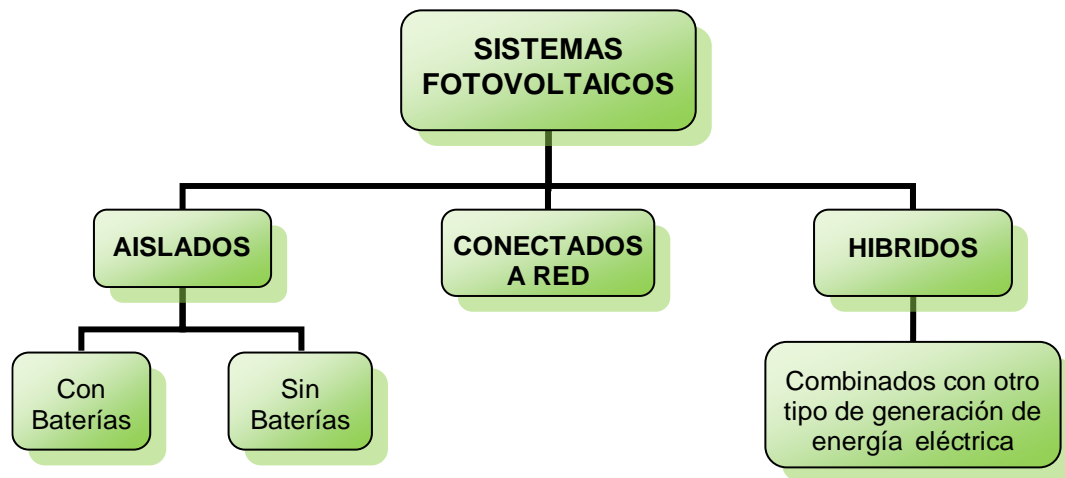 SISTEMAS
FOTOVOLTAICOS
AISLADOS
CONECTADOS
A RED
HIBRIDOS
Con
Baterías
Sin
Baterías
Combinados con otro
tipo de generación de
energía eléctrica